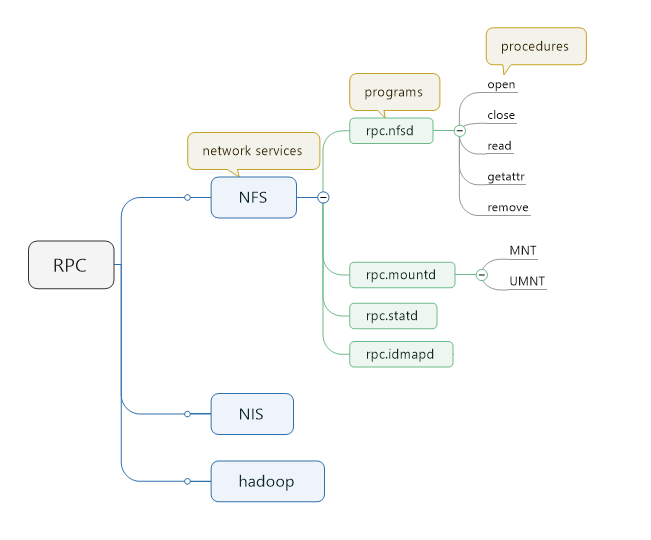 procedures
open
programs
close
rpc.nfsd
read
network services
getattr
NFS
remove
MNT
RPC
rpc.mountd
UMNT
rpc.statd
rpc.idmapd
NIS
hadoop